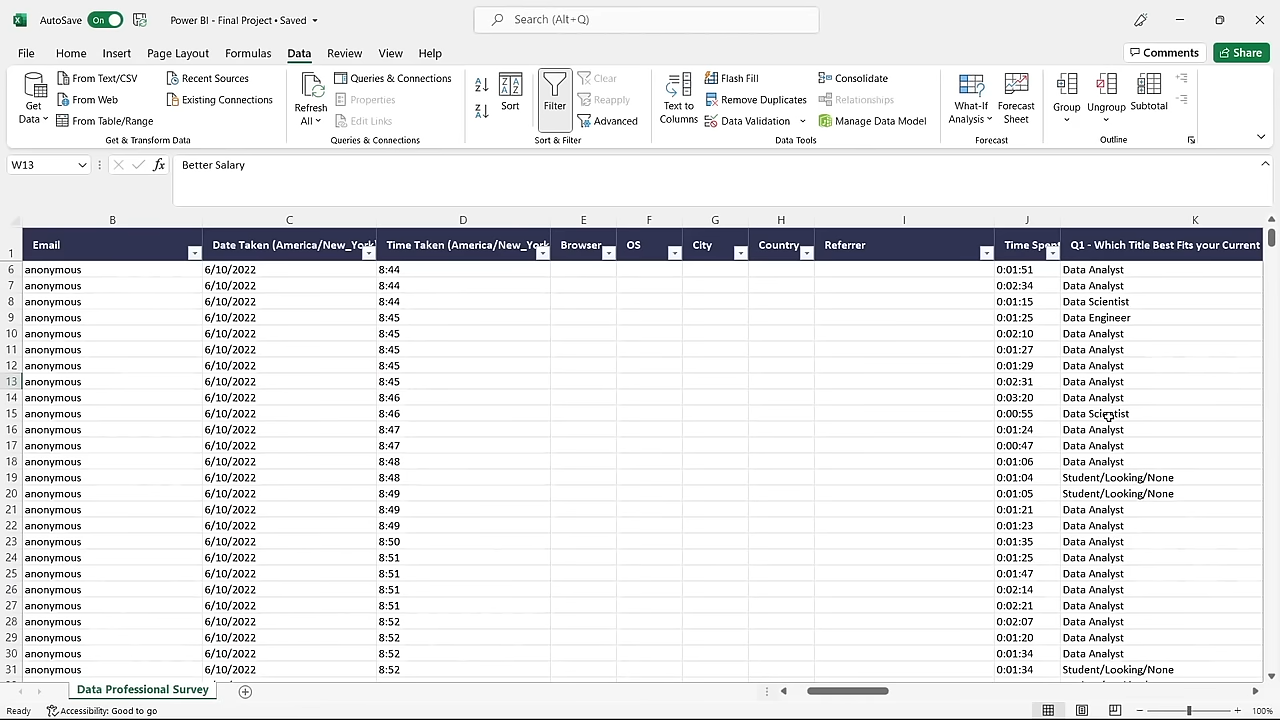 AutoSave On Power BI - Final Project • Saved Search (Alt+Q)
File Home Insert Page Layout Formulas Data Review View Help Comments Share
Get Data From Text/CSV From Web From Table/Range Recent Sources Existing Connections
Refresh All Queries & Connections Properties Edit Links
Sort Filter Clear Reapply Advanced
Text to Columns Flash Fill Remove Duplicates Data Validation Consolidate Relationships Manage Data Model
What-If Analysis Forecast Sheet Group Ungroup Subtotal
Get & Transform Data Queries & Connections Sort & Filter Data Tools Forecast Outline
W13 fx Better Salary
B C D E F G H I J K
1 Email Date Taken (America/New_York Time Taken (America/New_York Browser OS City Country Referrer Time Spen Q1 - Which Title Best Fits your Current
6 anonymous 6/10/2022 8:44 0:01:51 Data Analyst
7 anonymous 6/10/2022 8:44 0:02:34 Data Analyst
8 anonymous 6/10/2022 8:44 0:01:15 Data Scientist
9 anonymous 6/10/2022 8:45 0:01:25 Data Engineer
10 anonymous 6/10/2022 8:45 0:02:10 Data Analyst
11 anonymous 6/10/2022 8:45 0:01:27 Data Analyst
12 anonymous 6/10/2022 8:45 0:01:29 Data Analyst
13 anonymous 6/10/2022 8:45 0:02:31 Data Analyst
14 anonymous 6/10/2022 8:46 0:03:20 Data Analyst
15 anonymous 6/10/2022 8:46 0:00:55 Data Scientist
16 anonymous 6/10/2022 8:47 0:01:24 Data Analyst
17 anonymous 6/10/2022 8:47 0:00:47 Data Analyst
18 anonymous 6/10/2022 8:48 0:01:06 Data Analyst
19 anonymous 6/10/2022 8:48 0:01:04 Student/Looking/None
20 anonymous 6/10/2022 8:49 0:01:05 Student/Looking/None
21 anonymous 6/10/2022 8:49 0:01:21 Data Analyst
22 anonymous 6/10/2022 8:49 0:01:23 Data Analyst
23 anonymous 6/10/2022 8:50 0:01:35 Data Analyst
24 anonymous 6/10/2022 8:51 0:01:25 Data Analyst
25 anonymous 6/10/2022 8:51 0:01:47 Data Analyst
26 anonymous 6/10/2022 8:51 0:02:14 Data Analyst
27 anonymous 6/10/2022 8:51 0:02:21 Data Analyst
28 anonymous 6/10/2022 8:52 0:02:07 Data Analyst
29 anonymous 6/10/2022 8:52 0:01:20 Data Analyst
30 anonymous 6/10/2022 8:52 0:01:34 Data Analyst
31 anonymous 6/10/2022 8:52 0:01:34 Student/Looking/None
Data Professional Survey
Ready Accessibility: Good to go 100%